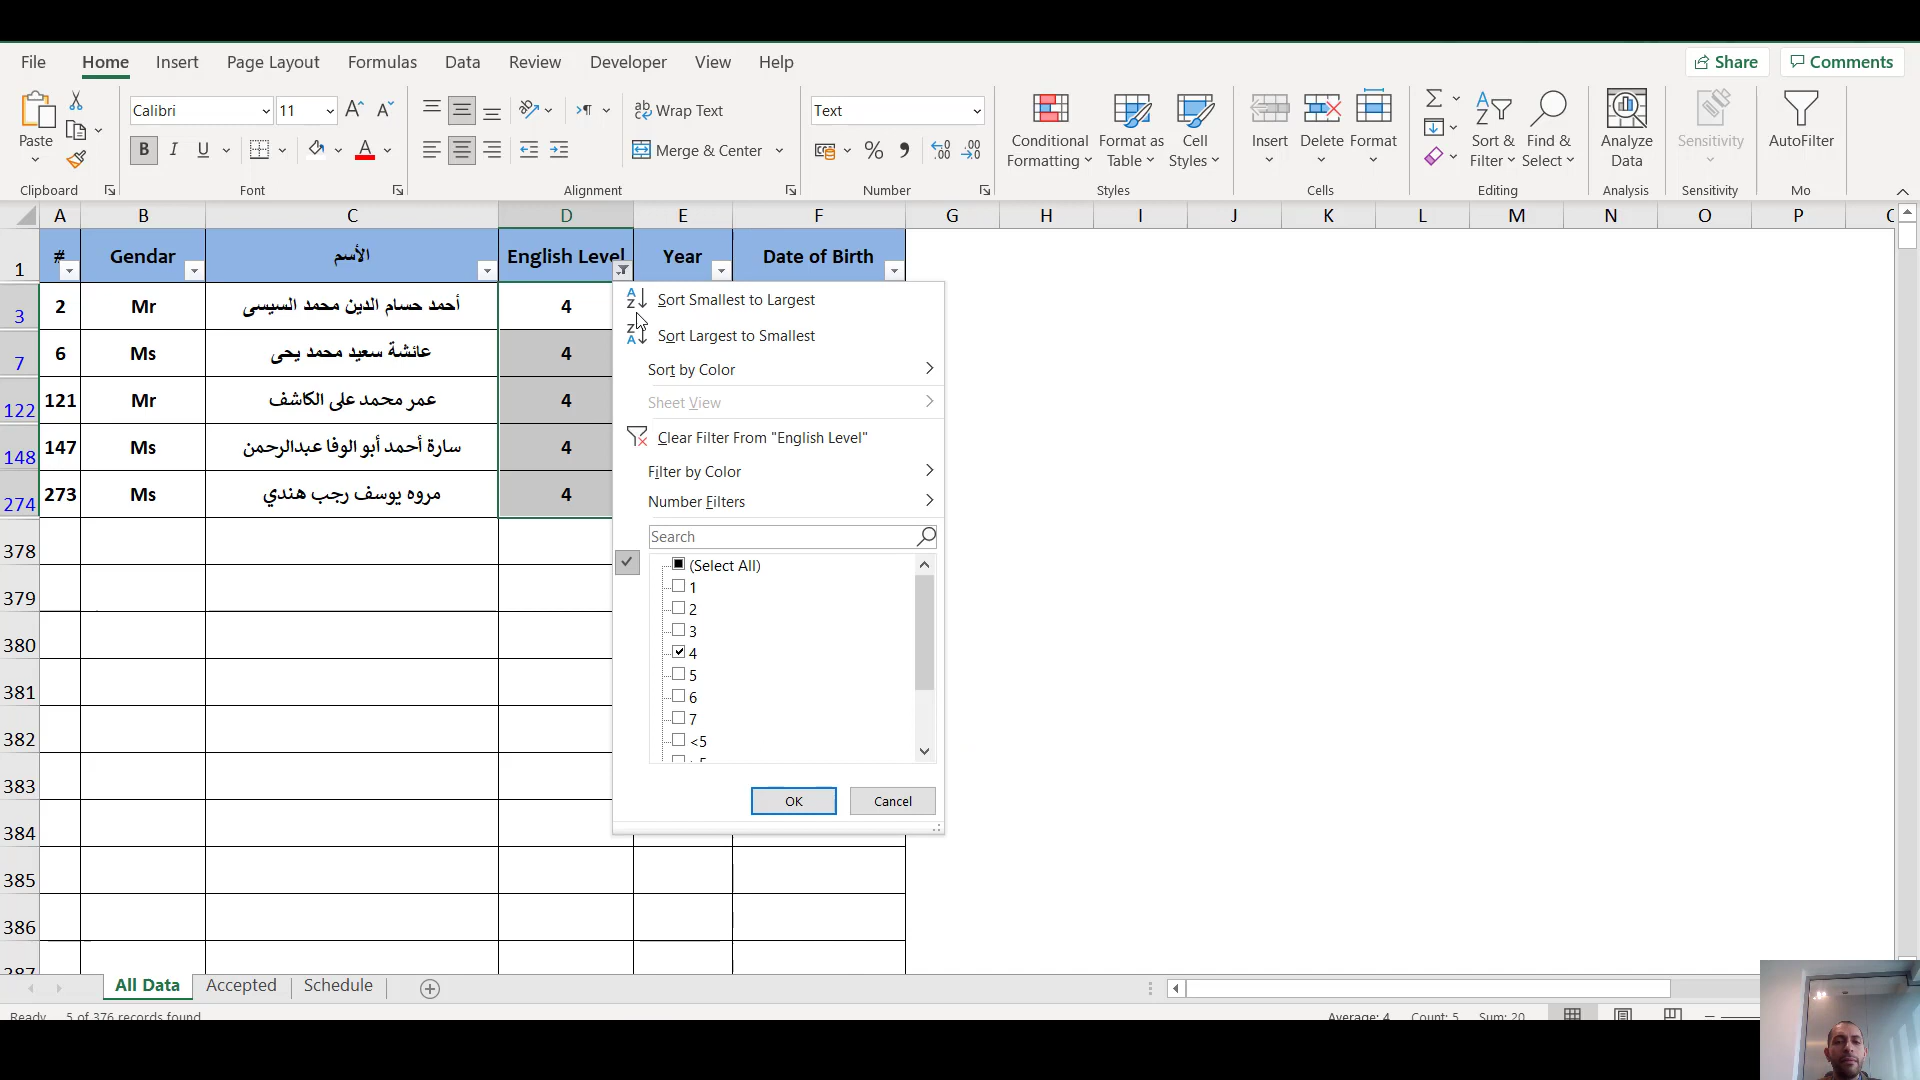 File Home Insert Page Layout Formulas Data Review Developer View Help Share Comments
Calibri 11 Wrap Text Text
Paste B I U Merge & Center % Conditional Formatting Format as Table Cell Styles Insert Delete Format Sort & Filter Find & Select Analyze Data Sensitivity AutoFilter
Clipboard Font Alignment Number Styles Cells Editing Analysis Sensitivity Mo
A B C D E F G H I J K L M N O P
1 # Gendar الأسم English Level Year Date of Birth
3 2 Mr أحمد حسام الدين محمد السيسى 4
7 6 Ms عائشة سعيد محمد يحى 4
122 121 Mr عمر محمد على الكاشف 4
148 147 Ms سارة أحمد أبو الوفا عبدالرحمن 4
274 273 Ms مروه يوسف رجب هندي 4
378
379
380
381
382
383
384
385
386
387
Sort Smallest to Largest
Sort Largest to Smallest
Sort by Color
Sheet View
Clear Filter From "English Level"
Filter by Color
Number Filters
Search
(Select All)
1
2
3
4
5
6
7
<5
OK Cancel
All Data Accepted Schedule
Ready 5 of 376 records found Average: 4 Count: 5 Sum: 20